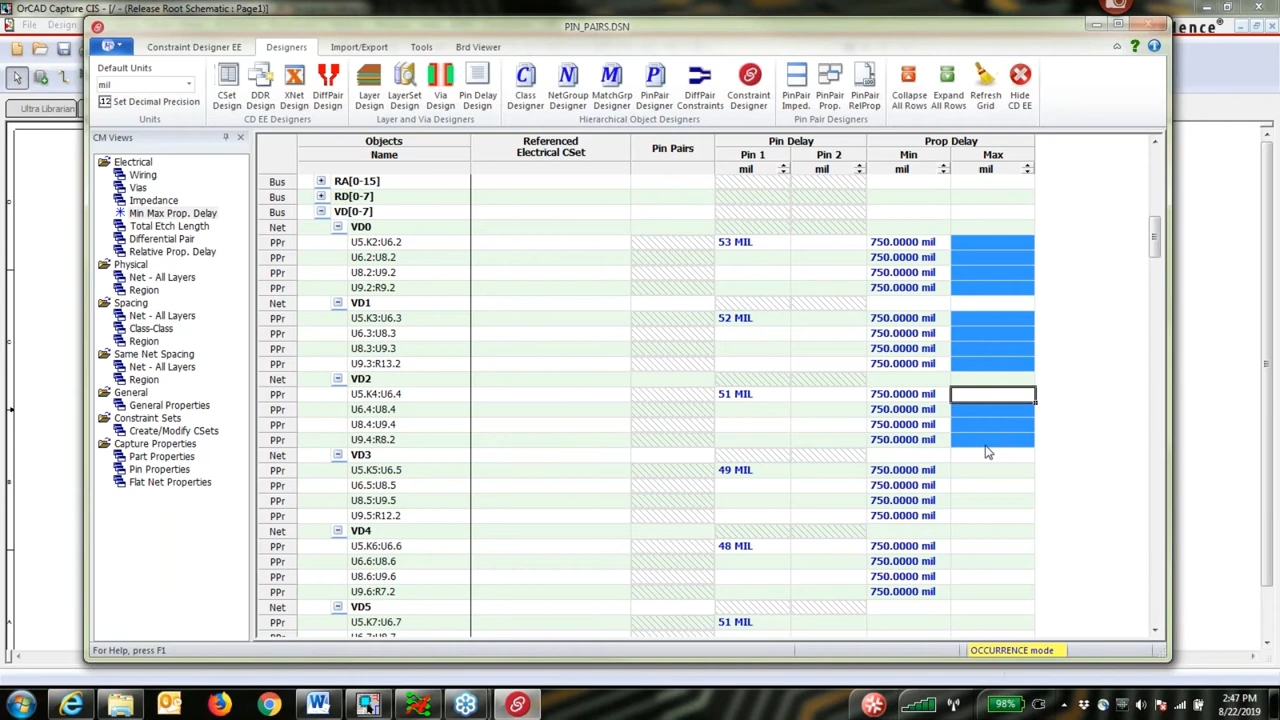 OrCAD Capture CIS - [/ - (Release Root Schematic : Page1)]
File Design
PIN_PAIRS.DSN
Ultra Librarian
Constraint Designer EE Designers Import/Export Tools Brd Viewer
Default Units
mil
.12 Set Decimal Precision
Units
CSet Design
DDR Design
XNet Design
DiffPair Design
CD EE Designers
Layer Design
LayerSet Design
Via Design
Pin Delay Design
Layer and Via Designers
Class Designer
NetGroup Designer
MatchGrp Designer
PinPair Designer
DiffPair Constraints
Constraint Designer
Hierarchical Object Designers
PinPair Imped.
PinPair Prop.
PinPair RelProp
Pin Pair Designers
Collapse All Rows
Expand All Rows
Refresh Grid
Hide CD EE
CM Views
Electrical
Wiring
Vias
Impedance
Min Max Prop. Delay
Total Etch Length
Differential Pair
Relative Prop. Delay
Physical
Net - All Layers
Region
Spacing
Net - All Layers
Class-Class
Region
Same Net Spacing
Net - All Layers
Region
General
General Properties
Constraint Sets
Create/Modify CSets
Capture Properties
Part Properties
Pin Properties
Flat Net Properties
Objects Referenced Electrical CSet Pin Pairs Pin Delay Prop Delay
Name Pin 1 Pin 2 Min Max
mil mil mil mil
Bus RA[0-15]
Bus RD[0-7]
Bus VD[0-7]
Net VD0
PPr U5.K2:U6.2 53 MIL 750.0000 mil
PPr U6.2:U8.2 750.0000 mil
PPr U8.2:U9.2 750.0000 mil
PPr U9.2:R9.2 750.0000 mil
Net VD1
PPr U5.K3:U6.3 52 MIL 750.0000 mil
PPr U6.3:U8.3 750.0000 mil
PPr U8.3:U9.3 750.0000 mil
PPr U9.3:R13.2 750.0000 mil
Net VD2
PPr U5.K4:U6.4 51 MIL 750.0000 mil
PPr U6.4:U8.4 750.0000 mil
PPr U8.4:U9.4 750.0000 mil
PPr U9.4:R8.2 750.0000 mil
Net VD3
PPr U5.K5:U6.5 49 MIL 750.0000 mil
PPr U6.5:U8.5 750.0000 mil
PPr U8.5:U9.5 750.0000 mil
PPr U9.5:R12.2 750.0000 mil
Net VD4
PPr U5.K6:U6.6 48 MIL 750.0000 mil
PPr U6.6:U8.6 750.0000 mil
PPr U8.6:U9.6 750.0000 mil
PPr U9.6:R7.2 750.0000 mil
Net VD5
PPr U5.K7:U6.7 51 MIL
For Help, press F1
OCCURRENCE mode
98%
2:47 PM
8/22/2019